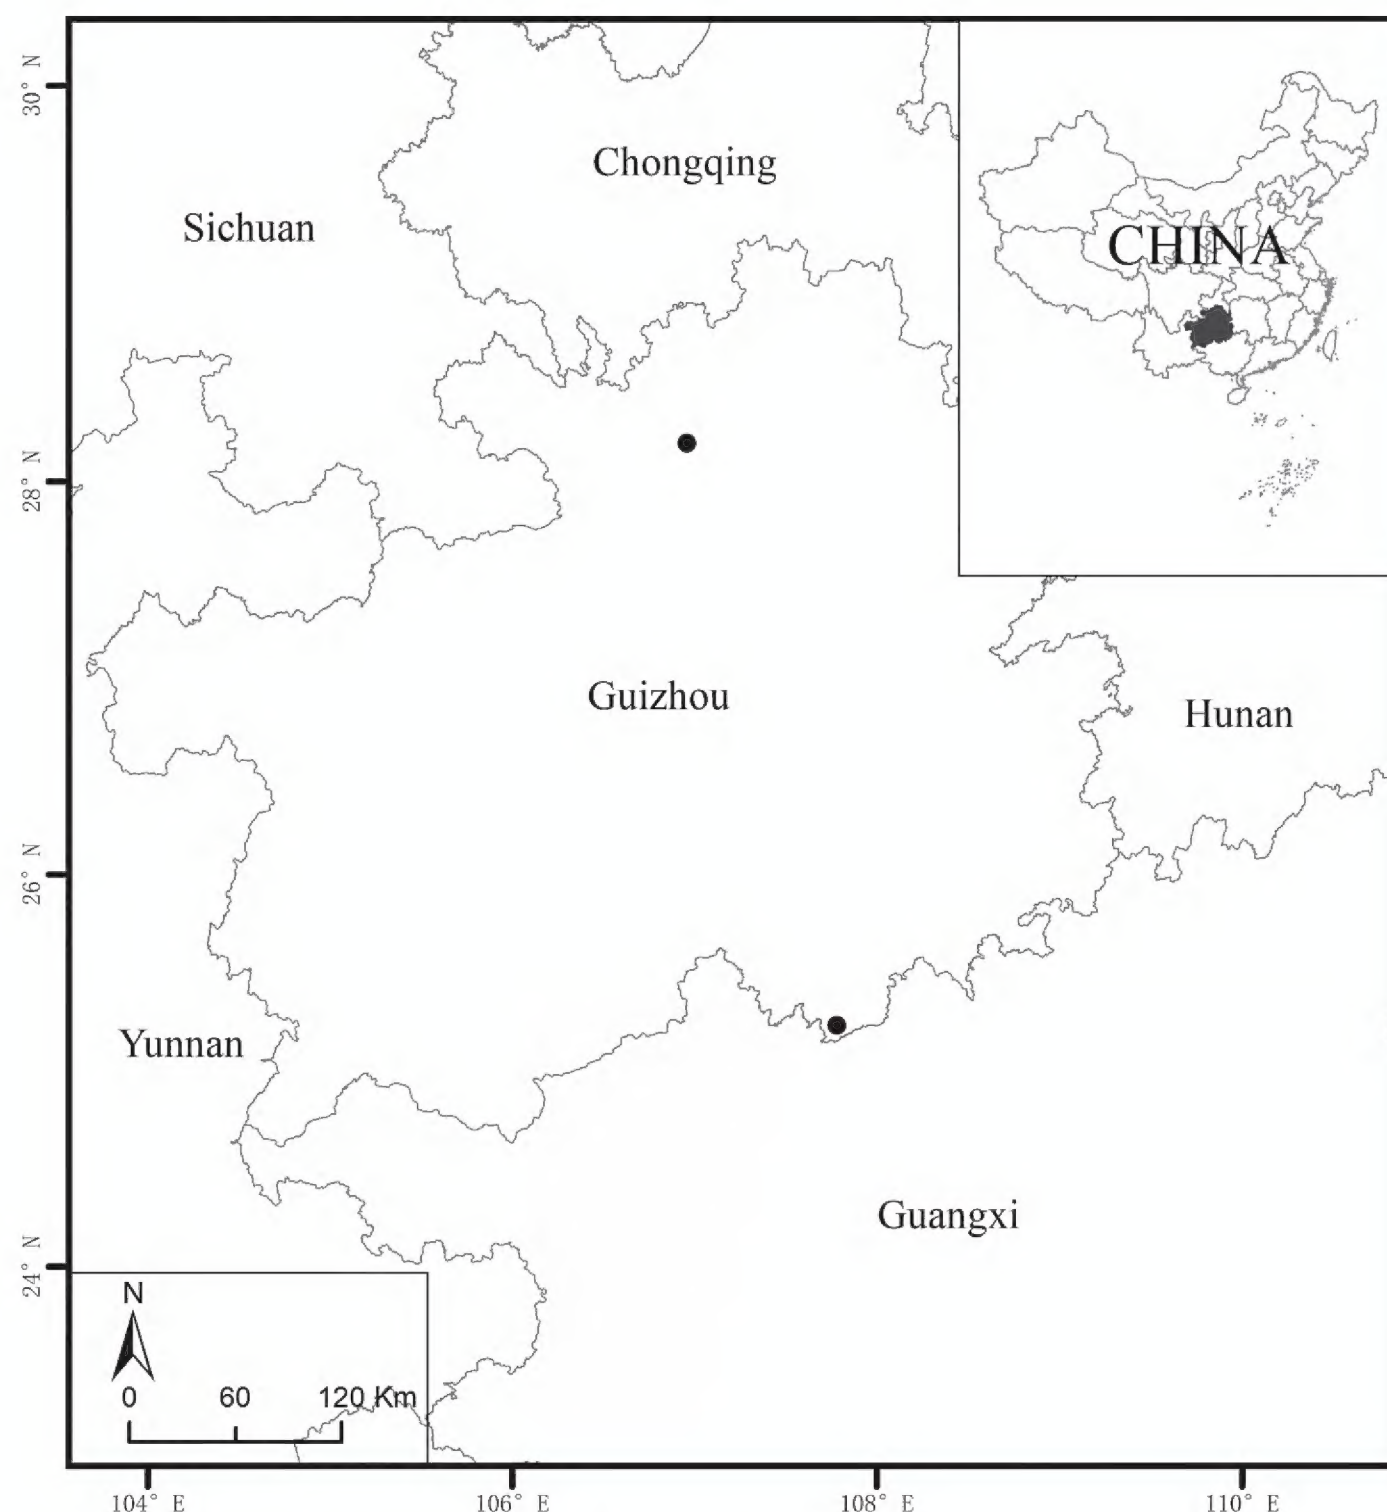 30° N
Chongqing
Sichuan
CHINA
28° N
Guizhou
Hunan
26° N
Yunnan
Guangxi
24° N
N
0 60 120 Km
104° E 106° E 108° E 110° E